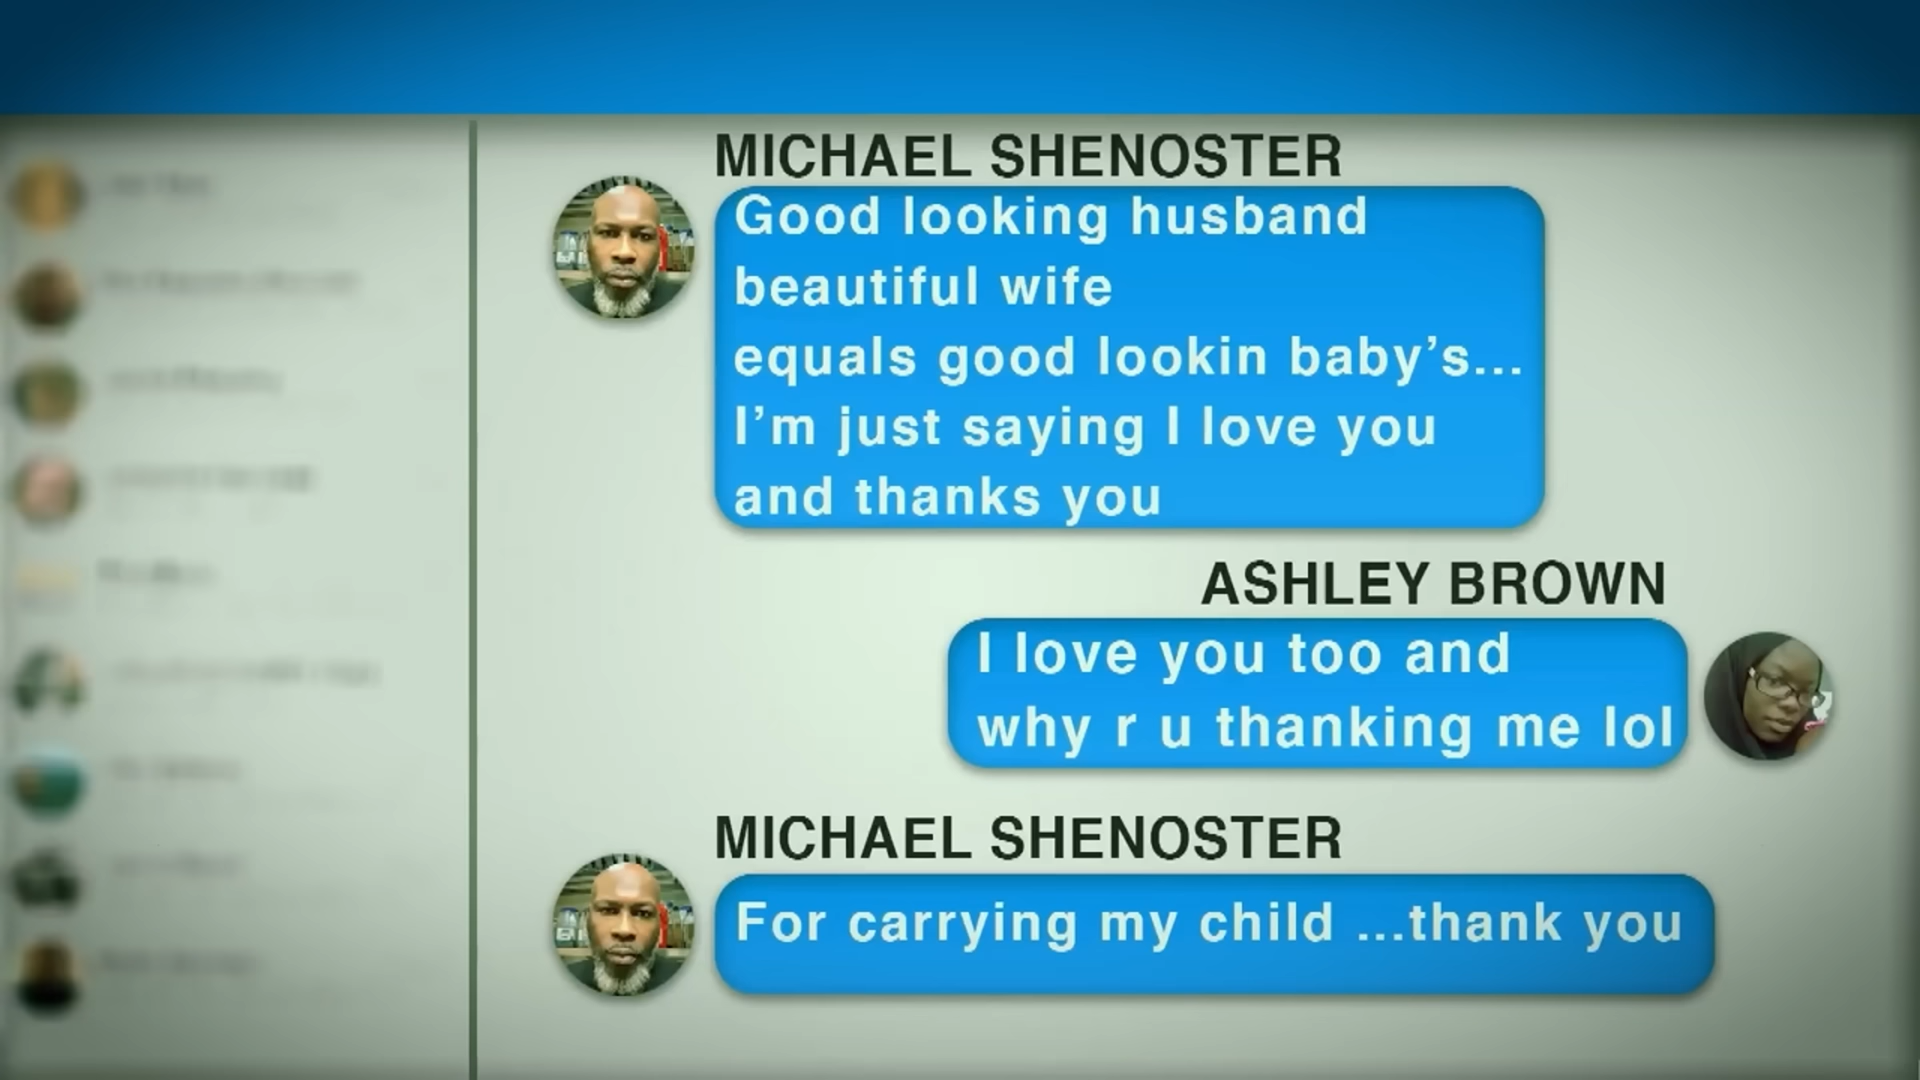 MICHAEL SHENOSTER
Good looking husband
beautiful wife
equals good lookin baby’s...
I’m just saying I love you
and thanks you
ASHLEY BROWN
I love you too and
why r u thanking me lol
MICHAEL SHENOSTER
For carrying my child ...thank you